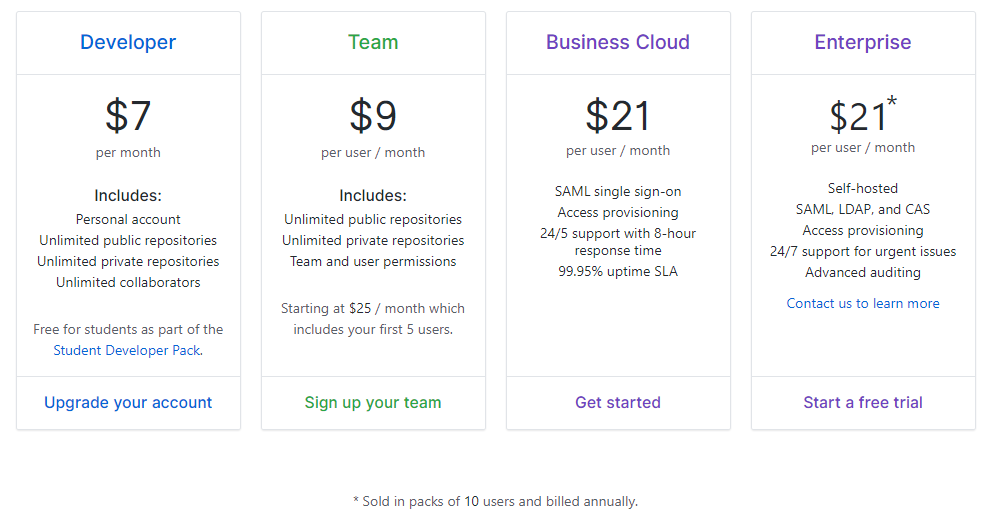 Developer
$7
per month
Includes:
Personal account
Unlimited public repositories
Unlimited private repositories
Unlimited collaborators
Free for students as part of the
Student Developer Pack.
Upgrade your account
Team
$9
per user / month
Includes:
Unlimited public repositories
Unlimited private repositories
Team and user permissions
Starting at $25 / month which
includes your first 5 users.
Sign up your team
Business Cloud
$21
per user / month
SAML single sign-on
Access provisioning
24/5 support with 8-hour
response time
99.95% uptime SLA
Get started
Enterprise
$21*
per user / month
Self-hosted
SAML, LDAP, and CAS
Access provisioning
24/7 support for urgent issues
Advanced auditing
Contact us to learn more
Start a free trial
* Sold in packs of 10 users and billed annually.